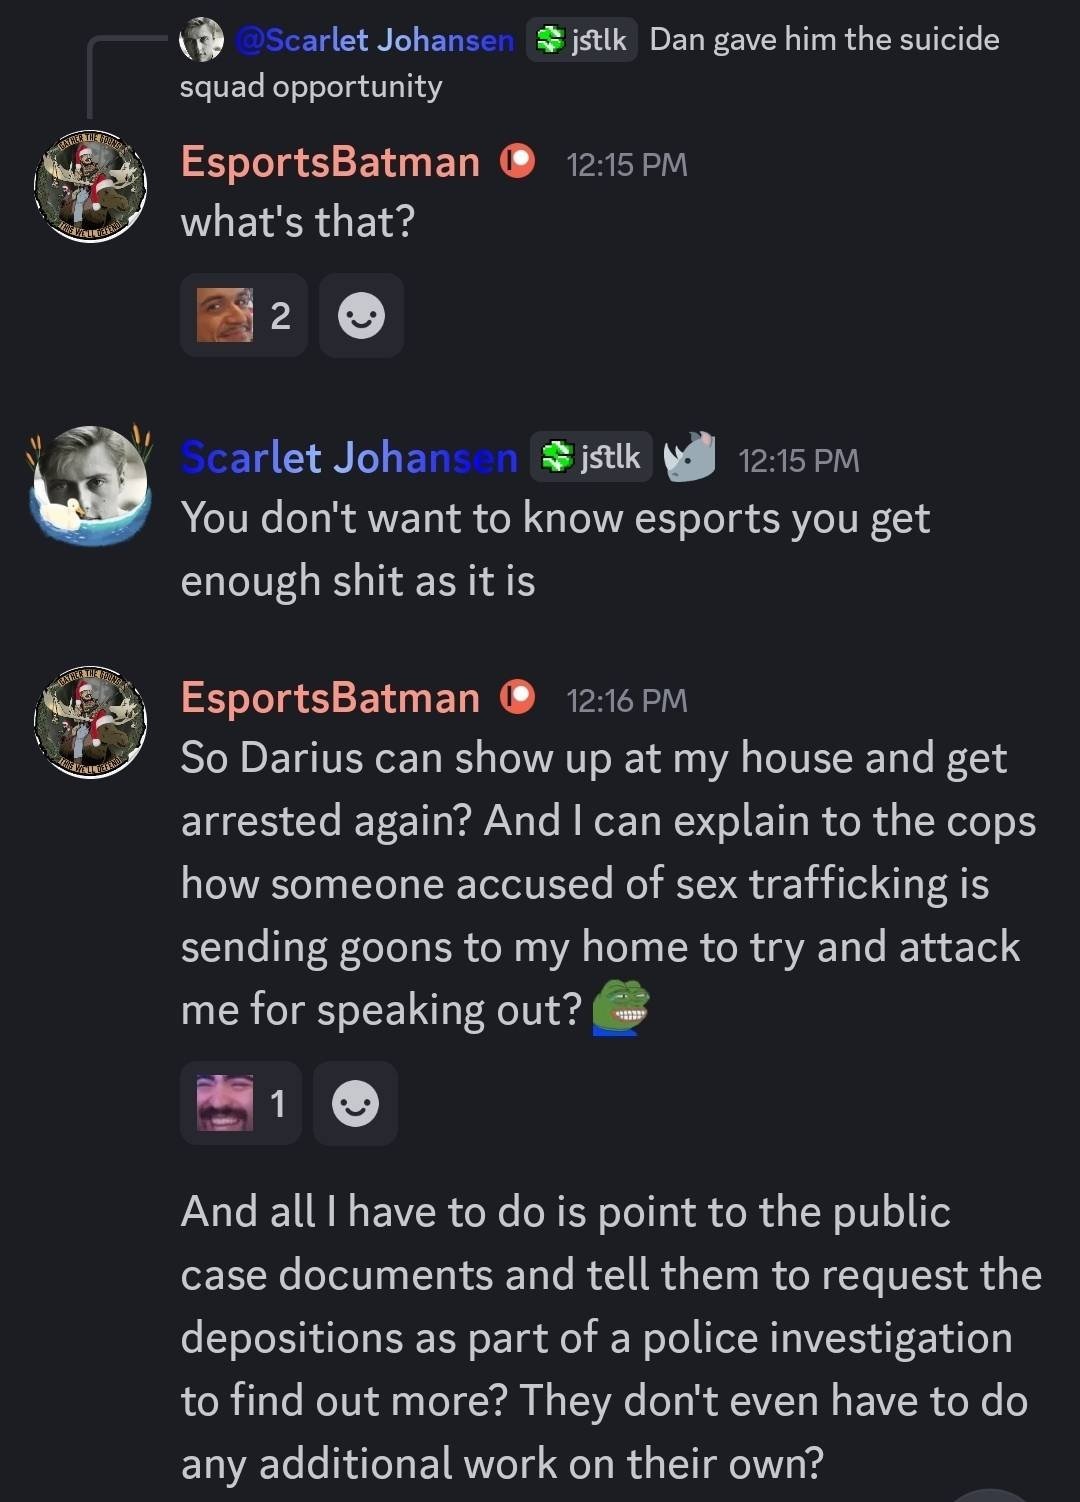 @Scarlet Johansen jstlk Dan gave him the suicide
squad opportunity
EsportsBatman 12:15 PM
what's that?
2
Scarlet Johansen jstlk 12:15 PM
You don't want to know esports you get
enough shit as it is
EsportsBatman 12:16 PM
So Darius can show up at my house and get
arrested again? And I can explain to the cops
how someone accused of sex trafficking is
sending goons to my home to try and attack
me for speaking out?
1
And all I have to do is point to the public
case documents and tell them to request the
depositions as part of a police investigation
to find out more? They don't even have to do
any additional work on their own?